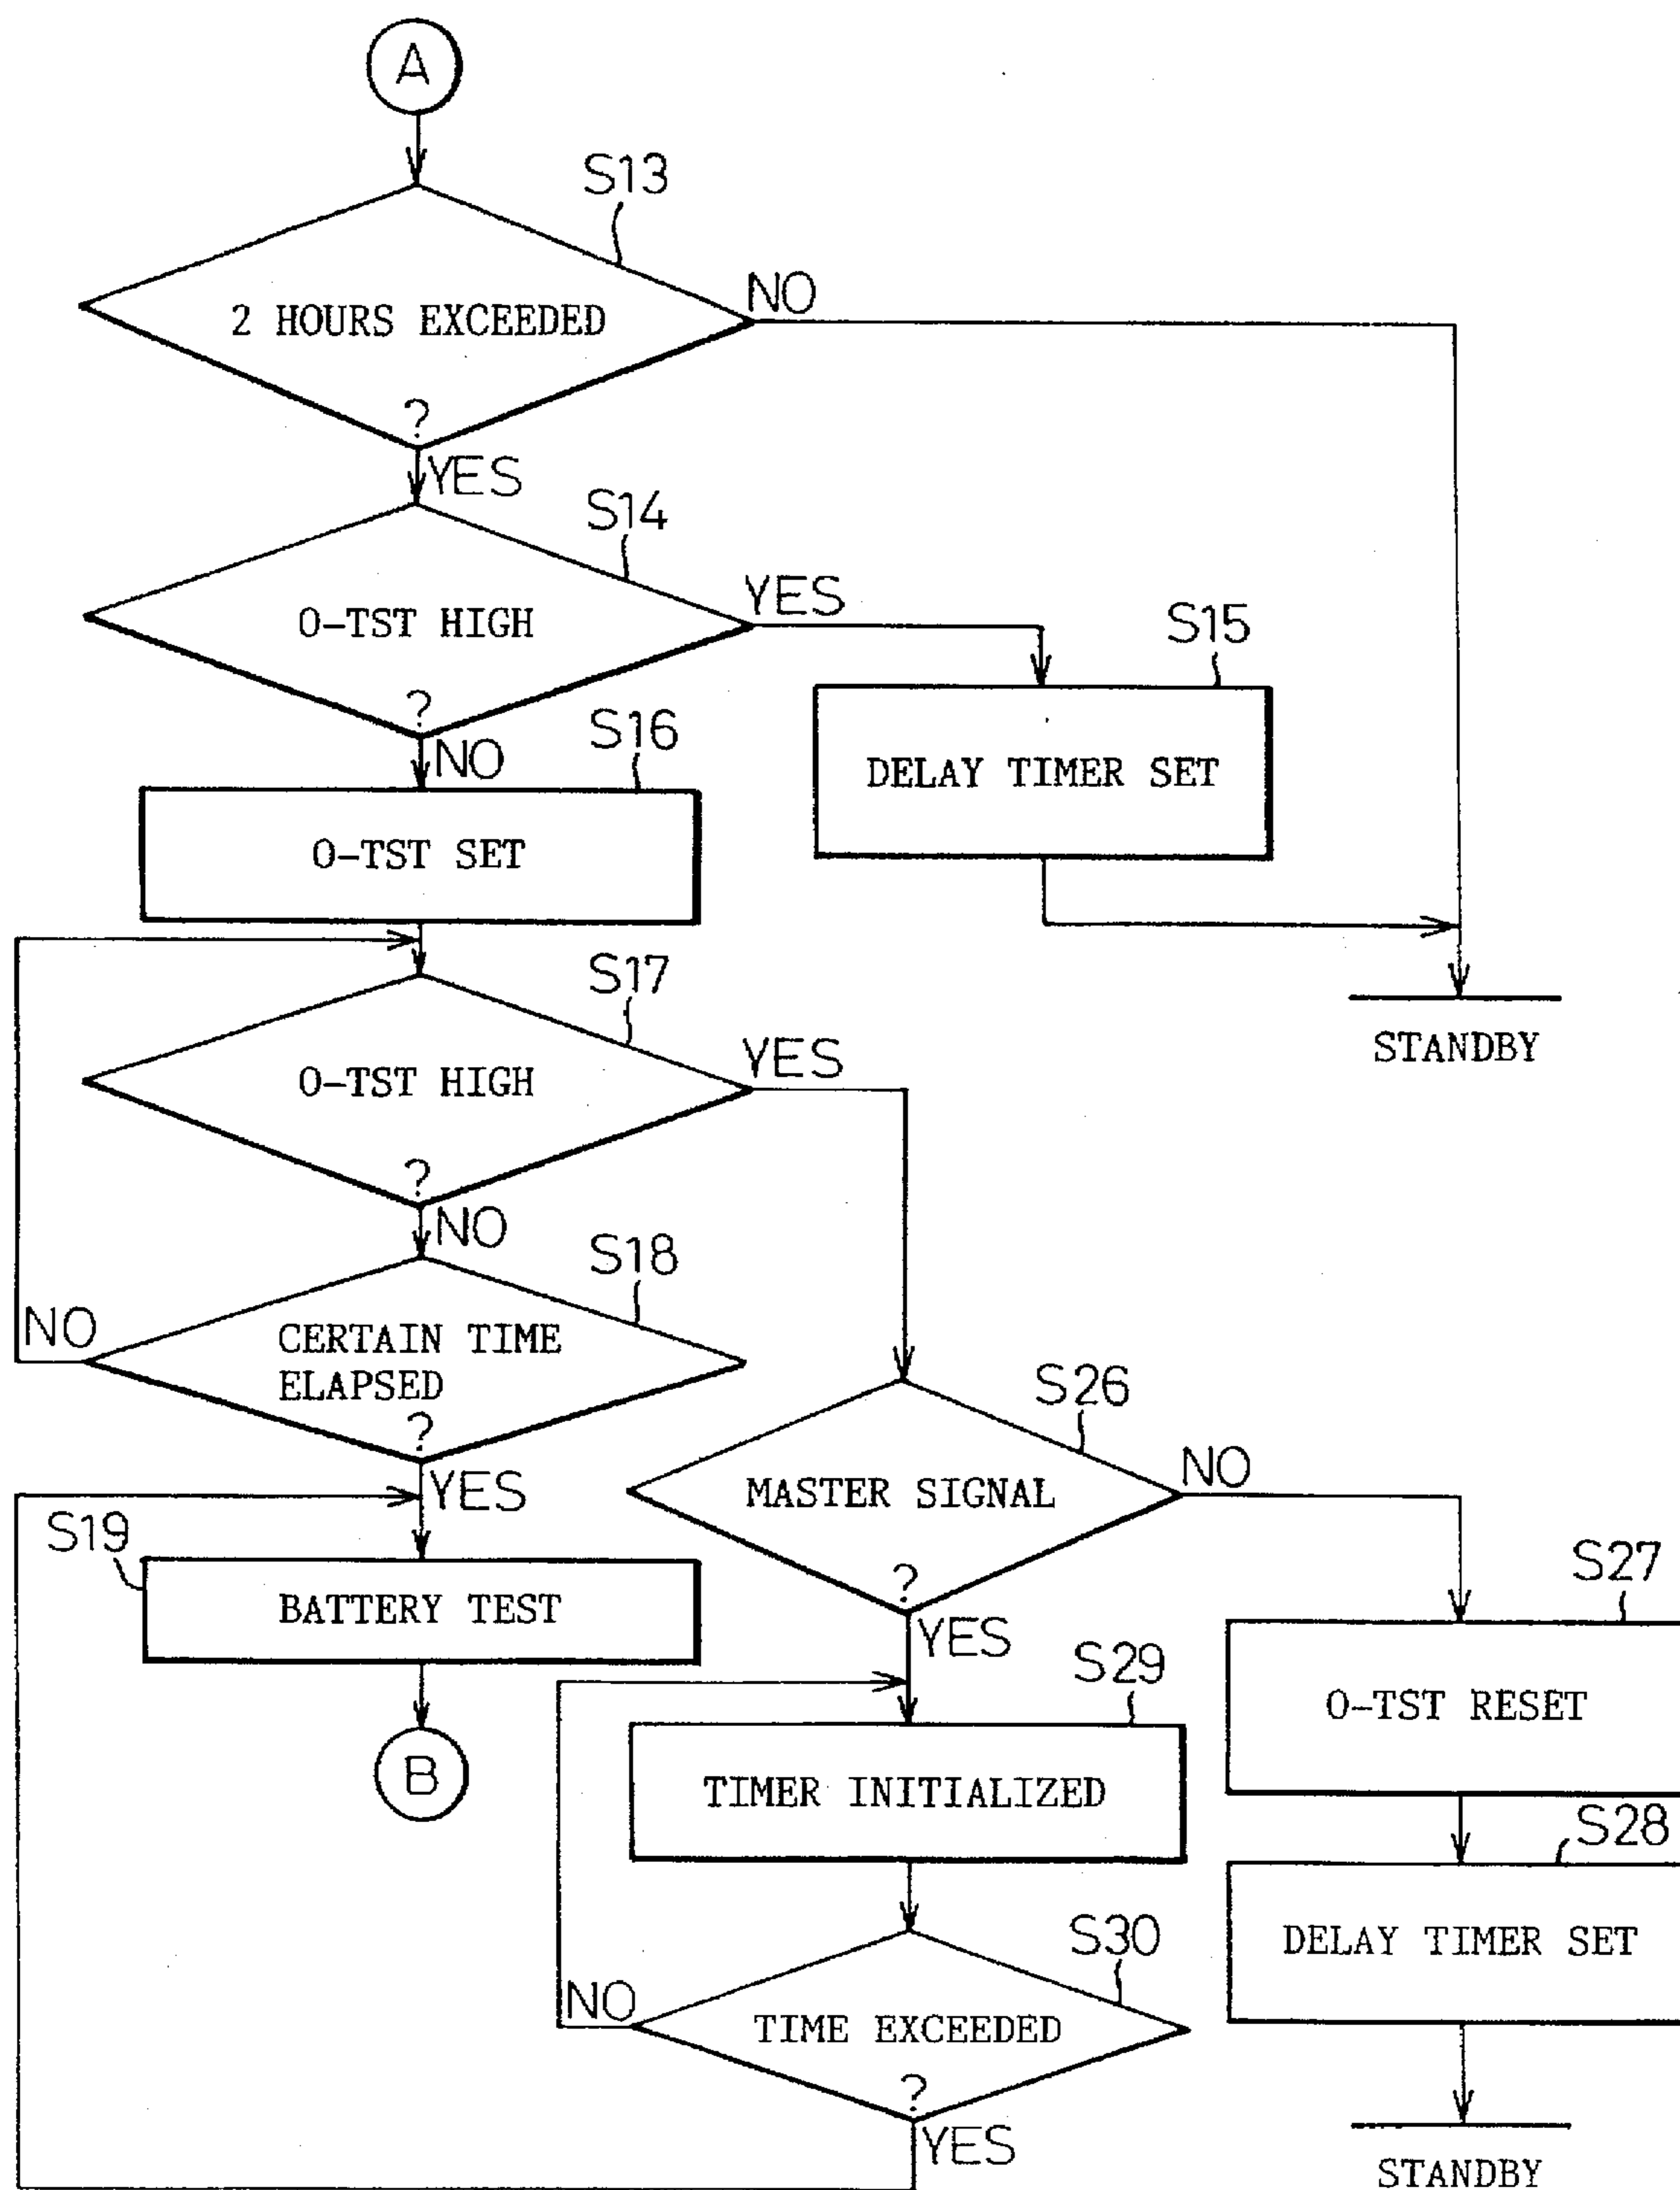 A
S13
2 HOURS EXCEEDED
?
NO
YES
S14
O-TST HIGH
?
YES
S15
DELAY TIMER SET
NO
S16
O-TST SET
S17
O-TST HIGH
?
YES
STANDBY
NO
S18
CERTAIN TIME
ELAPSED
?
NO
YES
S26
MASTER SIGNAL
?
NO
YES
S19
BATTERY TEST
B
S27
O-TST RESET
S29
TIMER INITIALIZED
S28
DELAY TIMER SET
S30
TIME EXCEEDED
?
NO
YES
STANDBY